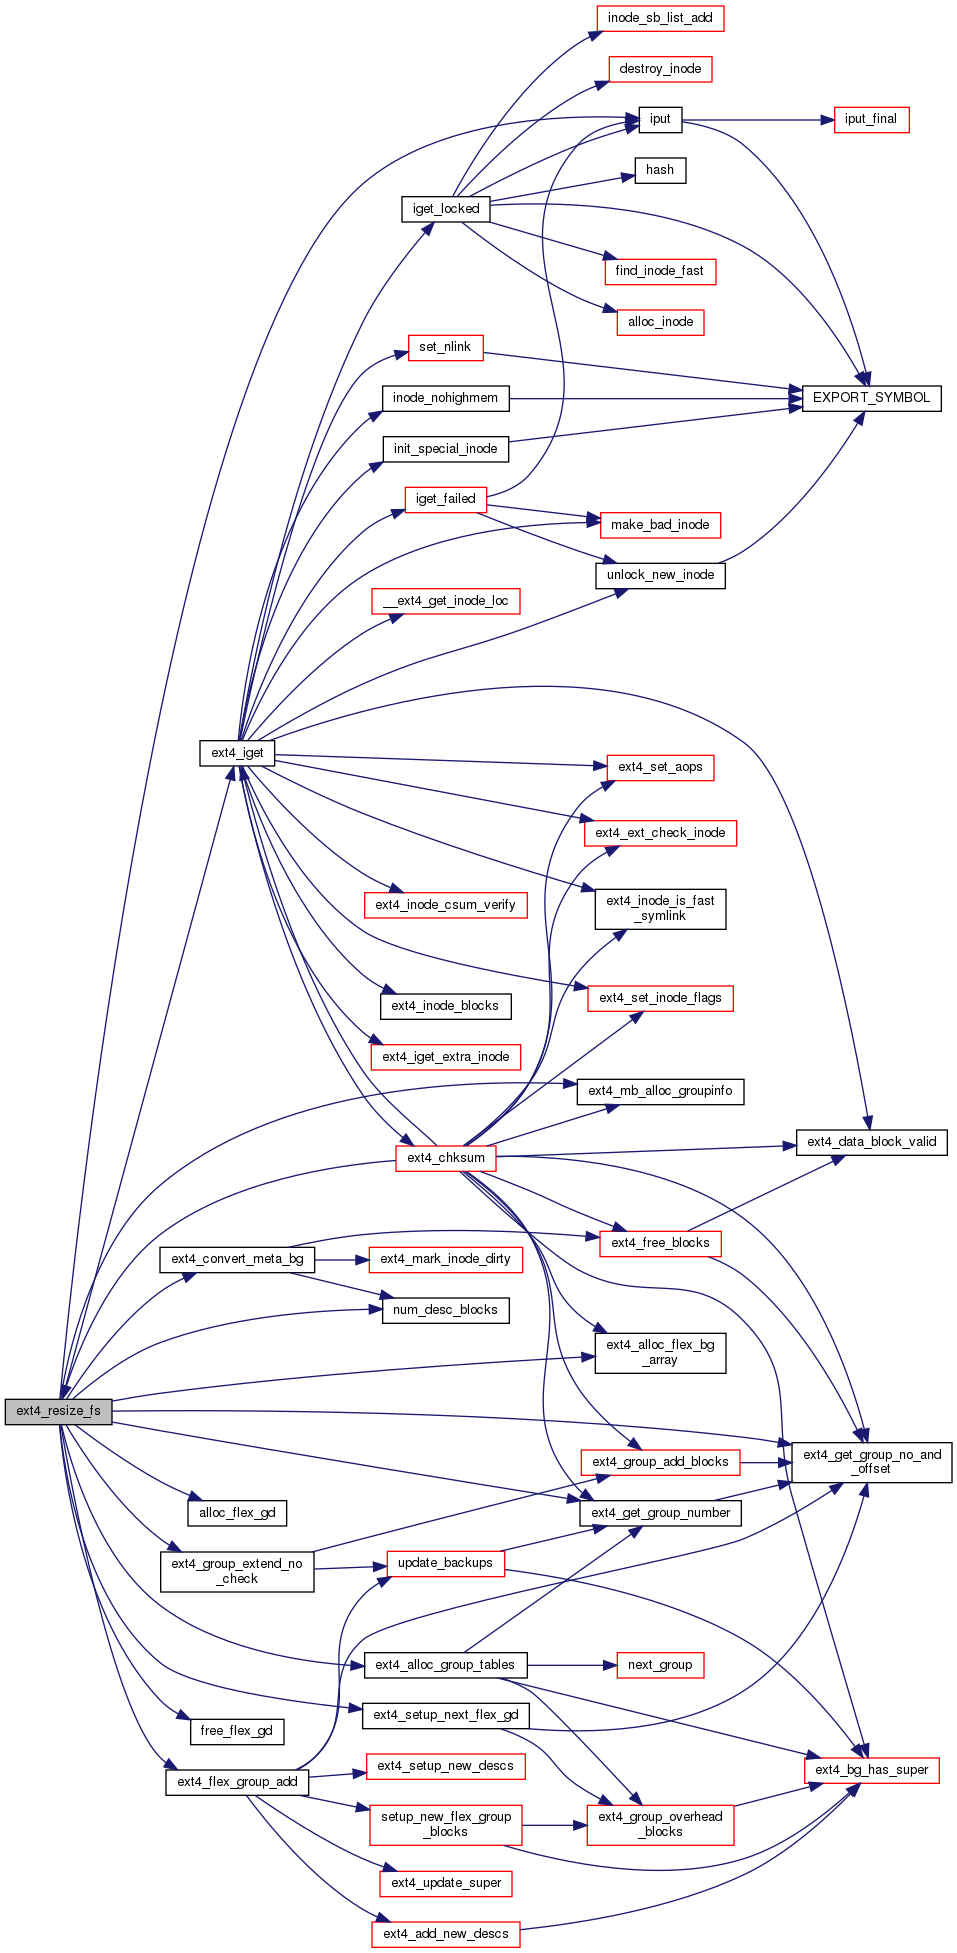 inode_sb_list_add
destroy_inode
iput
iput_final
hash
iget_locked
find_inode_fast
alloc_inode
set_nlink
inode_nohighmem
EXPORT_SYMBOL
init_special_inode
iget_failed
make_bad_inode
unlock_new_inode
__ext4_get_inode_loc
ext4_iget
ext4_set_aops
ext4_ext_check_inode
ext4_inode_csum_verify
ext4_inode_is_fast
_symlink
ext4_set_inode_flags
ext4_inode_blocks
ext4_iget_extra_inode
ext4_mb_alloc_groupinfo
ext4_data_block_valid
ext4_chksum
ext4_free_blocks
ext4_convert_meta_bg
ext4_mark_inode_dirty
num_desc_blocks
ext4_alloc_flex_bg
_array
ext4_resize_fs
ext4_get_group_no_and
_offset
ext4_group_add_blocks
alloc_flex_gd
ext4_get_group_number
ext4_group_extend_no
_check
update_backups
ext4_alloc_group_tables
next_group
ext4_setup_next_flex_gd
free_flex_gd
ext4_flex_group_add
ext4_setup_new_descs
ext4_bg_has_super
setup_new_flex_group
_blocks
ext4_group_overhead
_blocks
ext4_update_super
ext4_add_new_descs